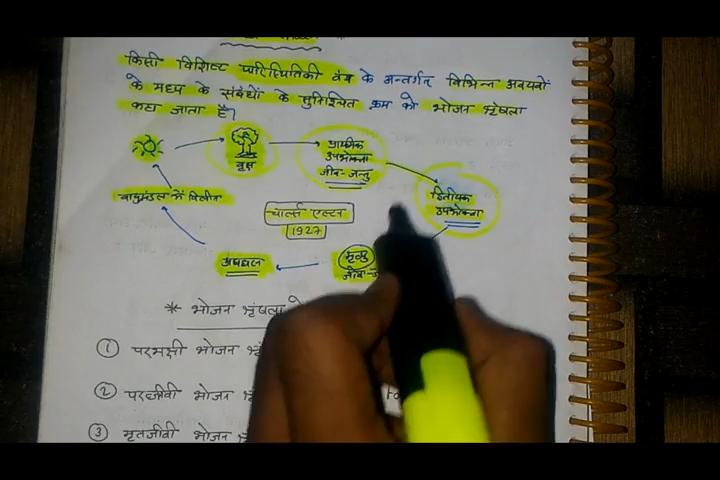 किसी विशिष्ट पारिस्थितिकी तंत्र के अन्तर्गत विभिन्न अवयवों
के मध्य के संबंधों के सुनिश्चित क्रम को भोजन श्रृंखला
कहा जाता है।
वृक्ष
प्राथमिक
उपभोक्ता
जीव-जन्तु
द्वितीयक
उपभोक्ता
वायुमंडल में विलीन
चार्ल्स एल्टन
1927
मृत्यु
अपघटन
* भोजन श्रृंखला के
① परभक्षी भोजन
② परजीवी भोजन
③ मृतजीवी भोजन